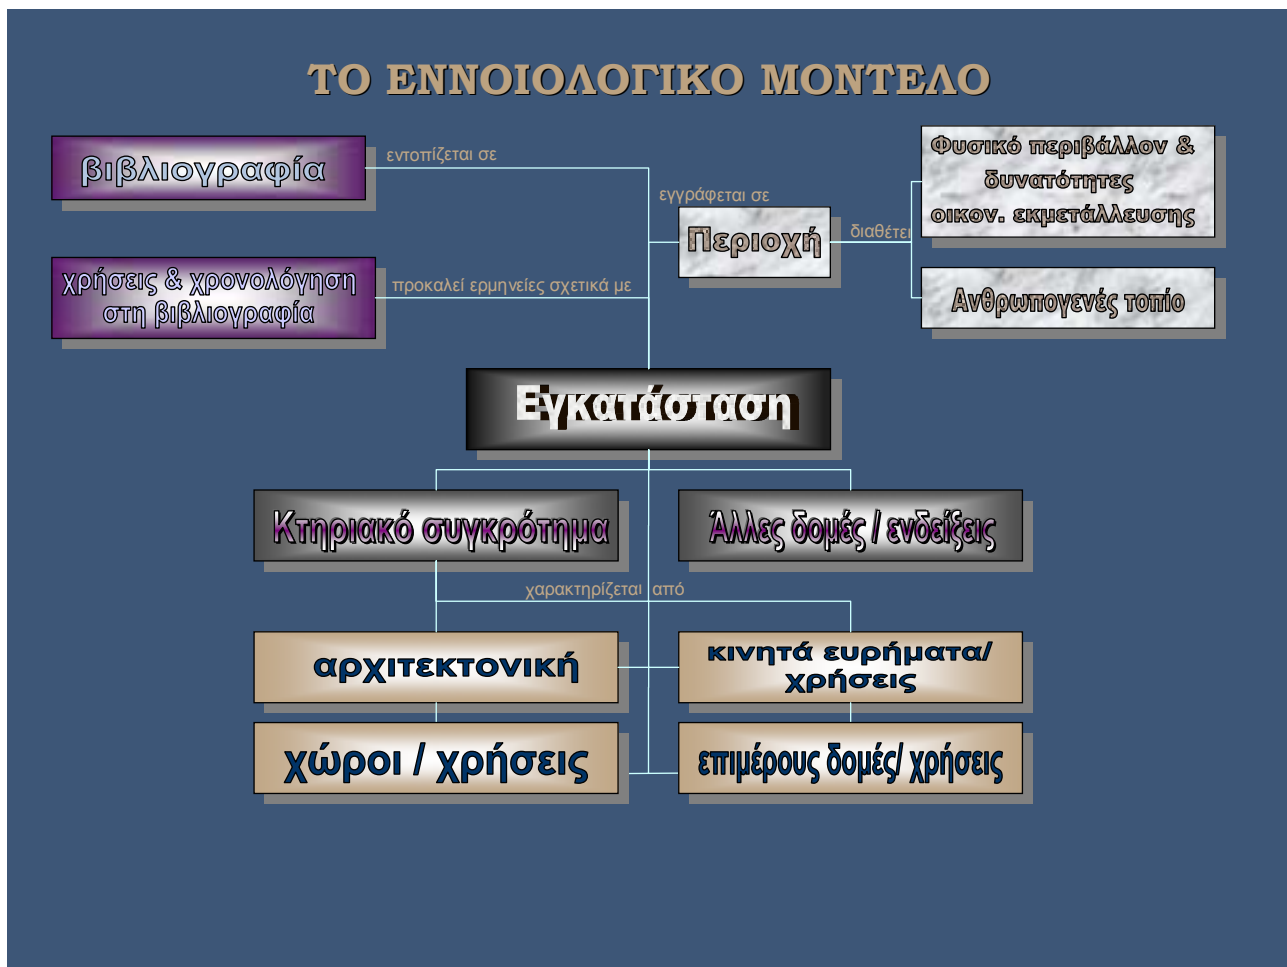 ΤΟ ΕΝΝΟΙΟΛΟΓΙΚΟ ΜΟΝΤΕΛΟ
βιβλιογραφία
εντοπίζεται σε
εγγράφεται σε
Περιοχή
διαθέτει
Φυσικό περιβάλλον &
δυνατότητες
οικον. εκμετάλλευσης
Ανθρωπογενές τοπίο
χρήσεις & χρονολόγηση
στη βιβλιογραφία
προκαλεί ερμηνείες σχετικά με
Εγκατάσταση
Κτηριακό συγκρότημα
Άλλες δομές / ενδείξεις
χαρακτηρίζεται από
αρχιτεκτονική
κινητά ευρήματα/
χρήσεις
χώροι / χρήσεις
επιμέρους δομές/ χρήσεις